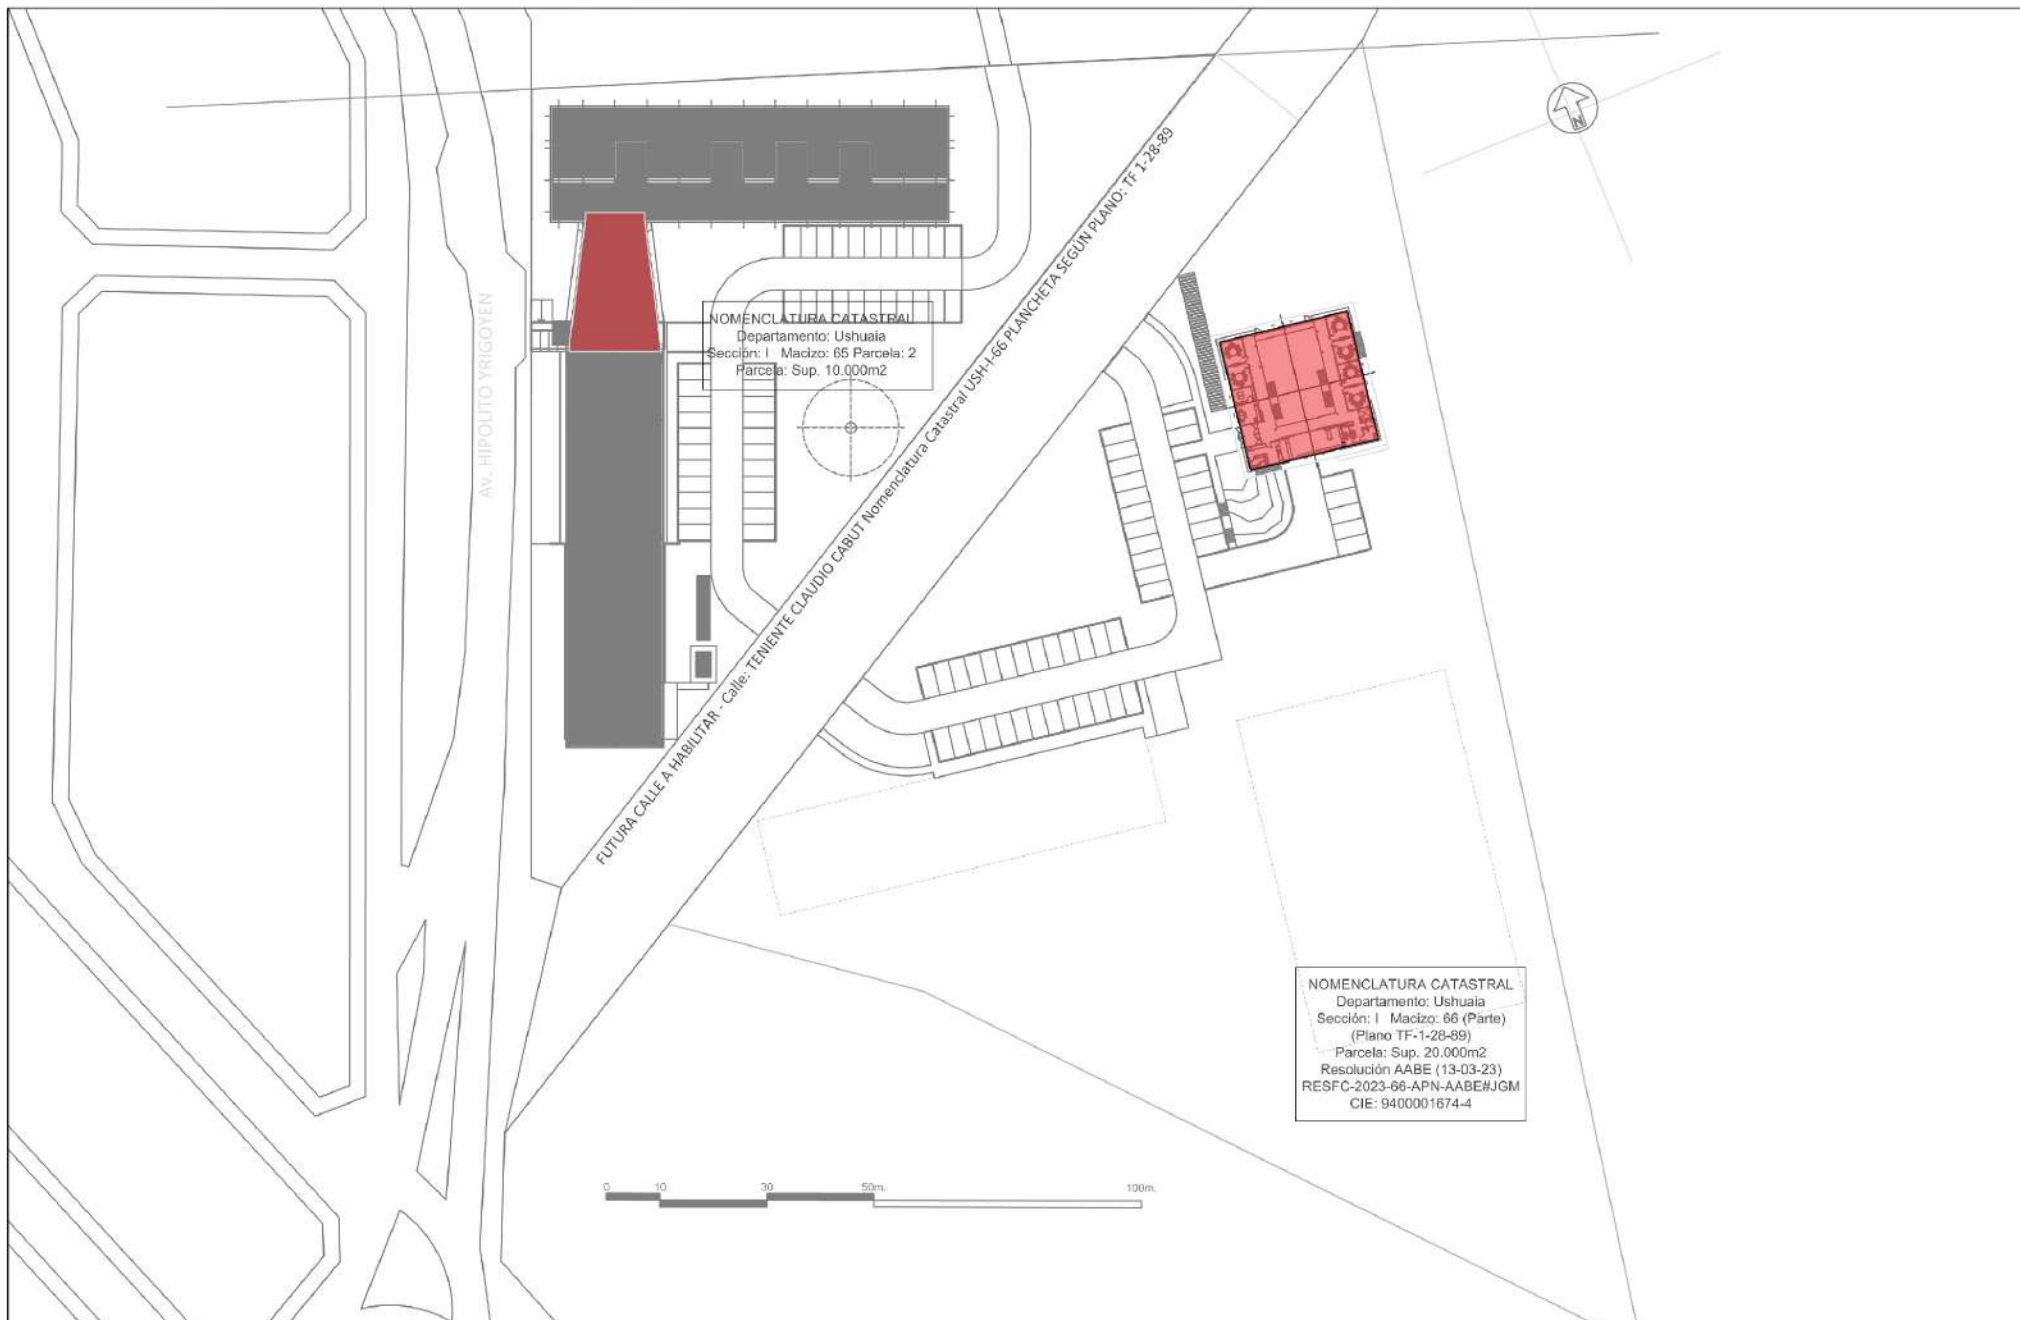 N
FUTURA CALLE A HABILITAR - Calle: TENIENTE CLAUDIO CABUT Nomenclatura Catastral USH-I-66 PLANCHETA SEGÚN PLANO: TF 1-28-89
AV. HIPOLITO YRIGOYEN
NOMENCLATURA CATASTRAL
Departamento: Ushuaia
Sección: I Macizo: 65 Parcela: 2
Parcela: Sup. 10.000m2
NOMENCLATURA CATASTRAL
Departamento: Ushuaia
Sección: I Macizo: 66 (Parte)
(Plano TF-1-28-89)
Parcela: Sup. 20.000m2
Resolución AABE (13-03-23)
RESFC-2023-66-APN-AABE#JGM
CIE: 9400001674-4
0 10 30 50m. 100m.